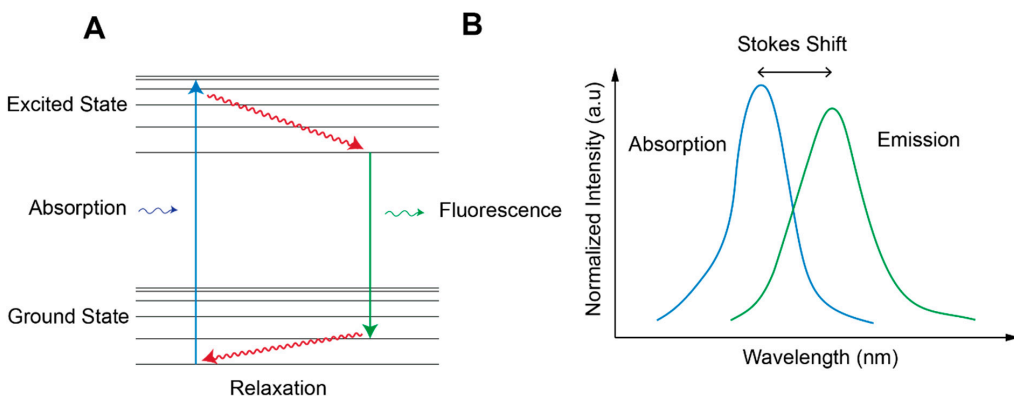 A
Excited State
Absorption
Fluorescence
Ground State
Relaxation
B
Stokes Shift
Absorption
Emission
Normalized Intensity (a.u)
Wavelength (nm)